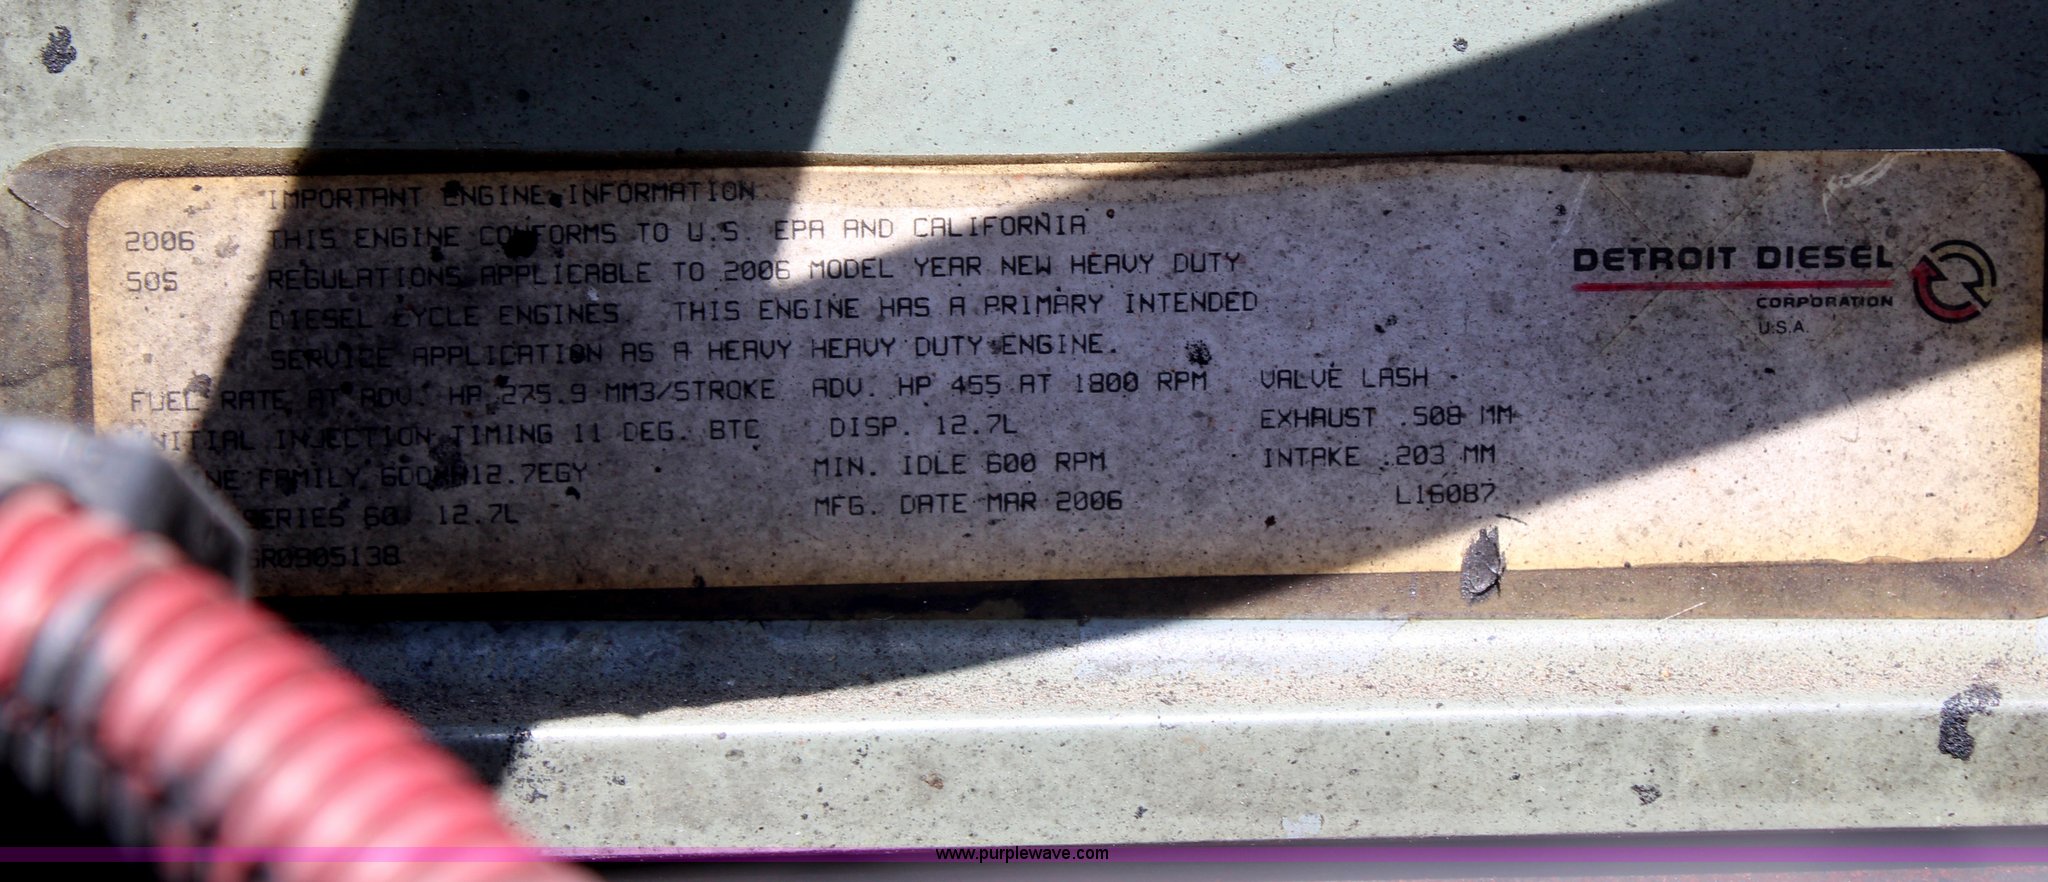 IMPORTANT ENGINE INFORMATION
2006 THIS ENGINE CONFORMS TO U.S. EPA AND CALIFORNIA
505 REGULATIONS APPLICABLE TO 2006 MODEL YEAR NEW HEAVY DUTY
DIESEL CYCLE ENGINES. THIS ENGINE HAS A PRIMARY INTENDED
SERVICE APPLICATION AS A HEAVY HEAVY DUTY ENGINE.
FUEL RATE AT ADV. HP 275.9 MM3/STROKE ADV. HP 455 AT 1800 RPM VALVE LASH
INITIAL INJECTION TIMING 11 DEG. BTC DISP. 12.7L EXHAUST .508 MM
FAMILY MIN. IDLE 600 RPM INTAKE .203 MM
SERIES 60 12.7L MFG. DATE MAR 2006 L16087
DETROIT DIESEL
CORPORATION
U.S.A.
www.purplewave.com